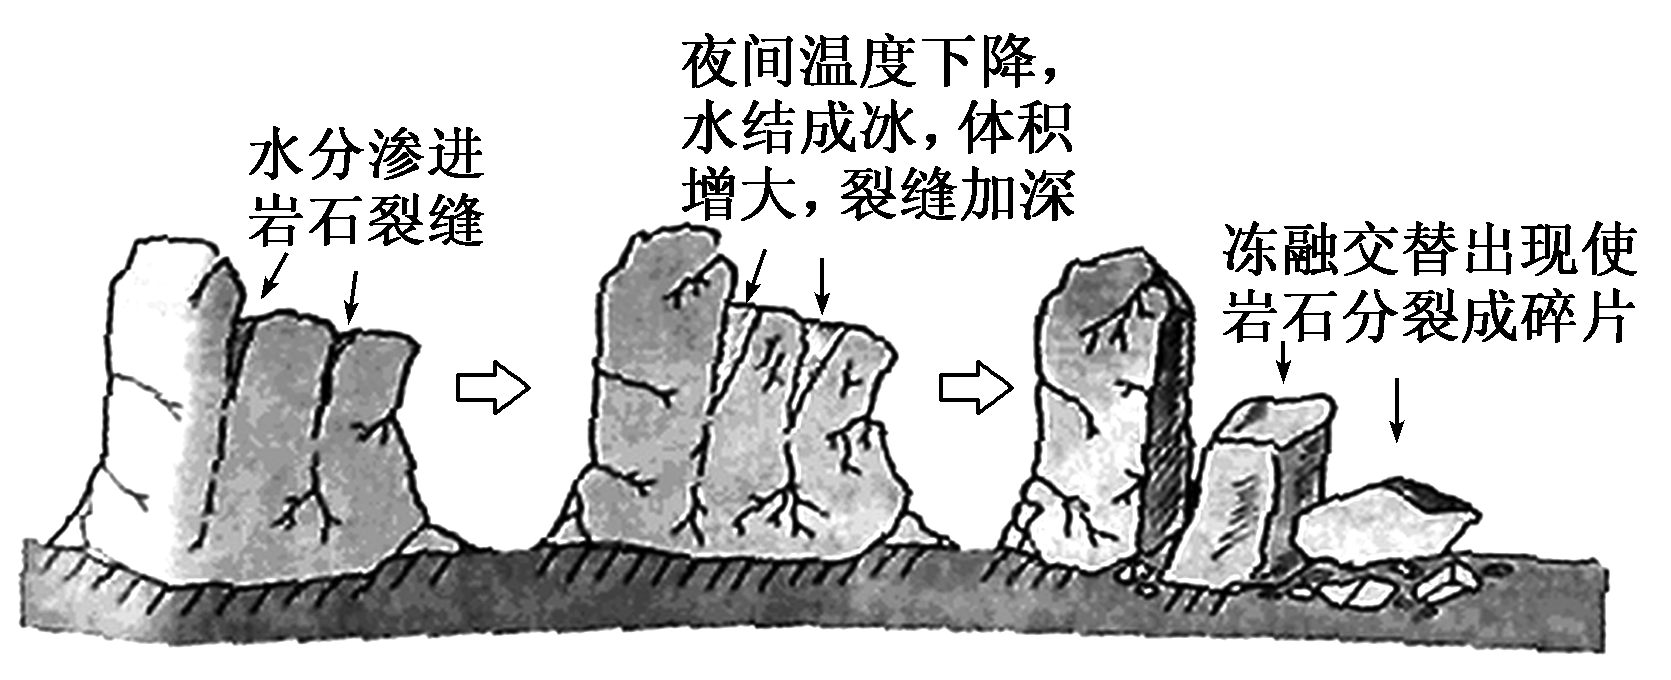 水分渗进
岩石裂缝
夜间温度下降，
水结成冰，体积
增大，裂缝加深
冻融交替出现使
岩石分裂成碎片